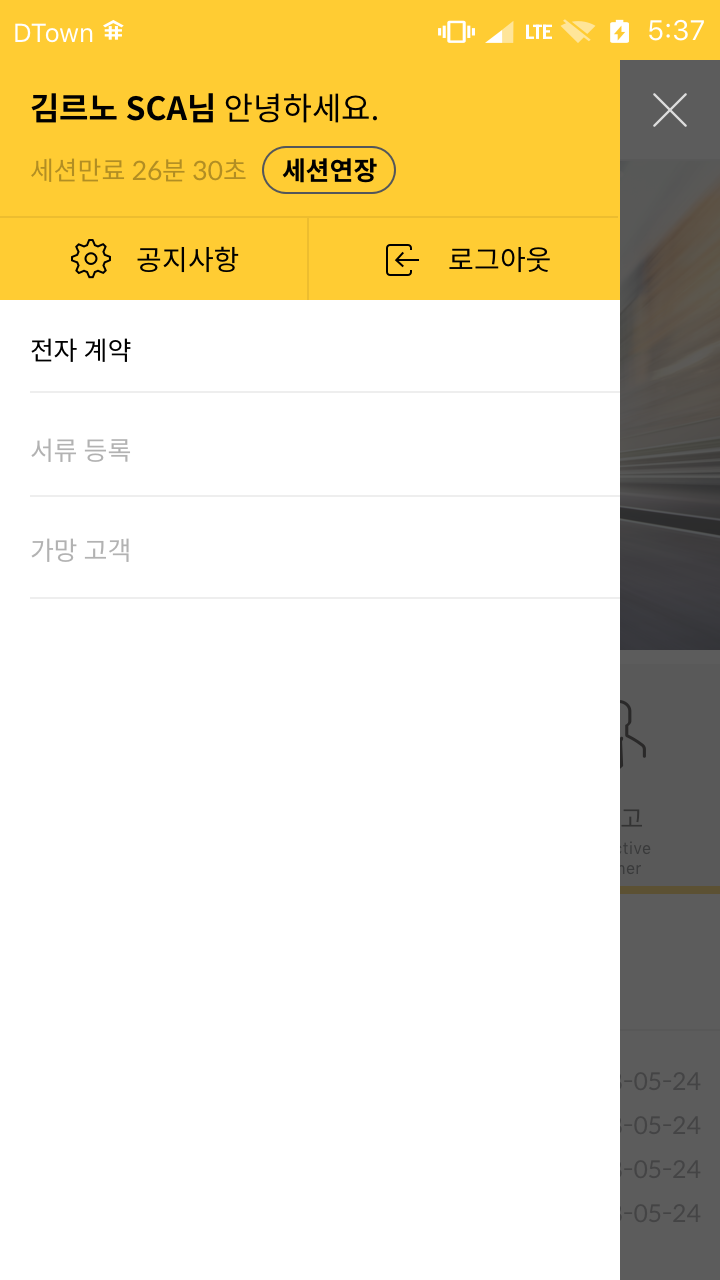 DTown
LTE
5:37
김르노 SCA님 안녕하세요.
세션만료 26분 30초
세션연장
공지사항
로그아웃
전자 계약
서류 등록
가망 고객
고
-05-24
-05-24
-05-24
-05-24